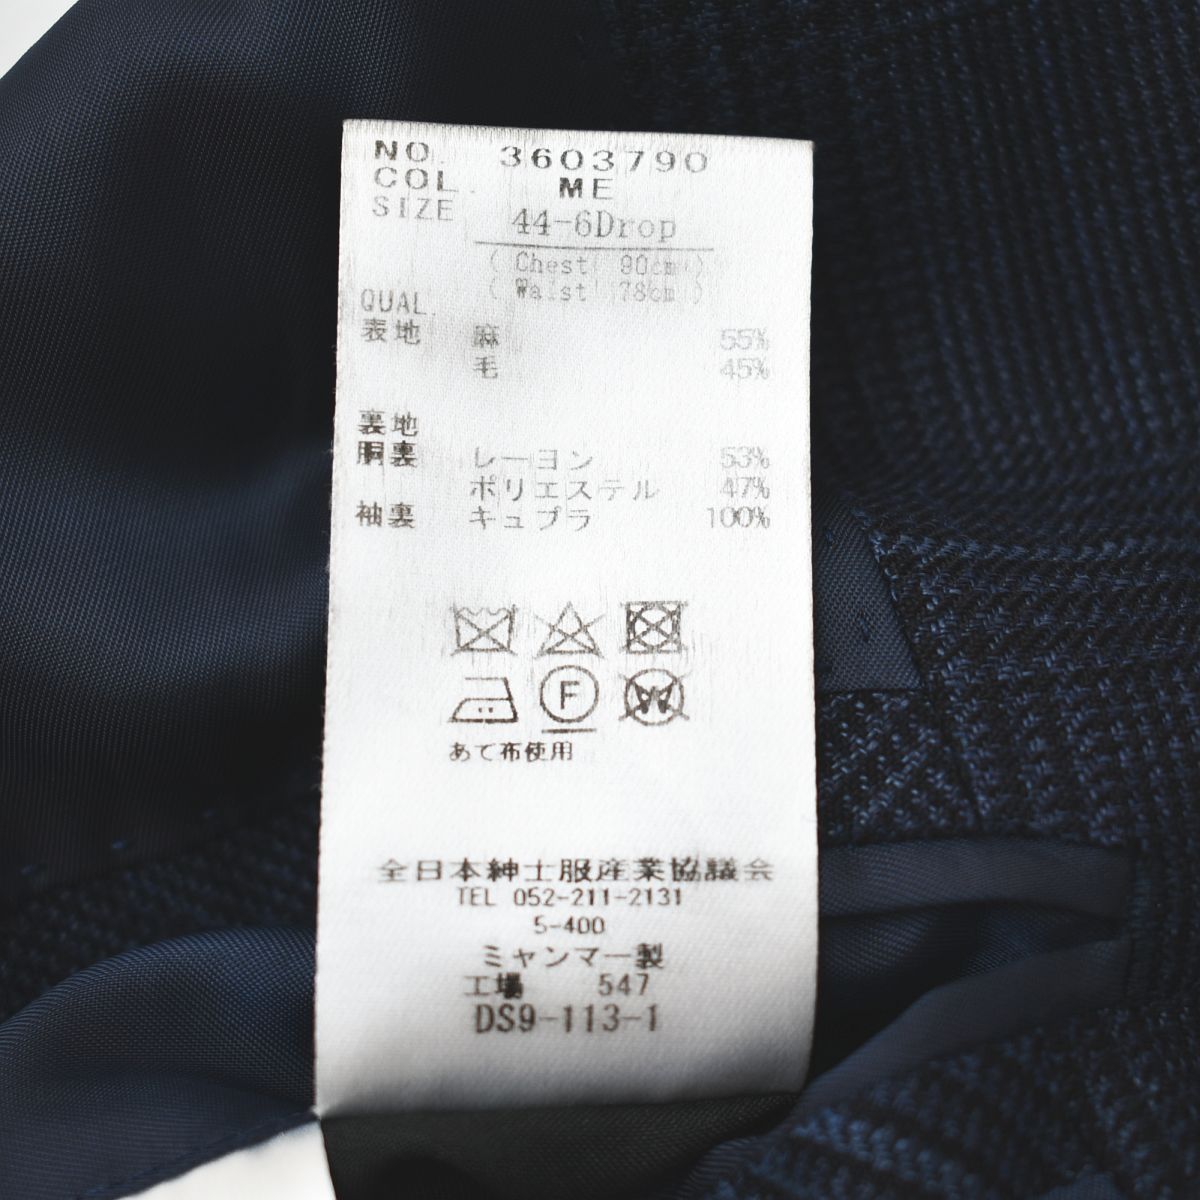 NO. 3603790
COL. ME
SIZE 44-6Drop
( Chest 90cm )
( Waist 78cm )
QUAL.
表地 麻 55%
毛 45%
裏地
胴裏 レーヨン 53%
ポリエステル 47%
袖裏 キュプラ 100%
F W
あて布使用
全日本紳士服産業協議会
TEL 052-211-2131
5-400
ミャンマー製
工場 547
DS9-113-1